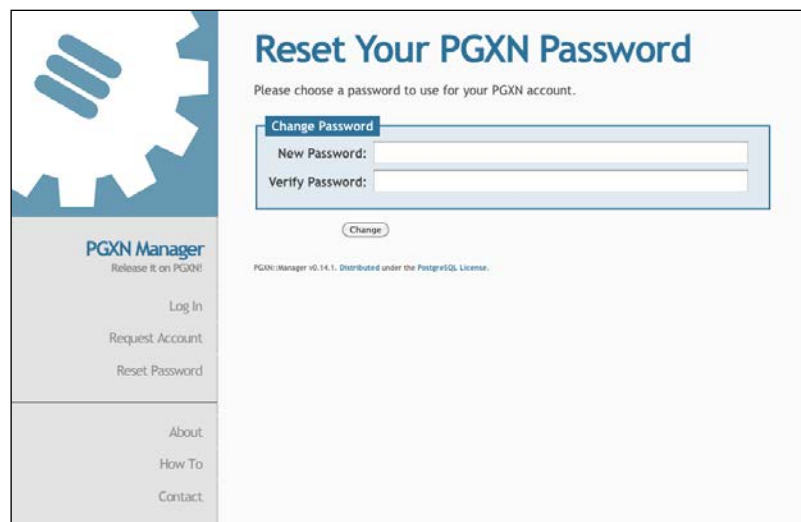 Reset Your PGXN Password
Please choose a password to use for your PGXN account.
Change Password
New Password:
Verify Password:
Change
PGXN::Manager v0.14.1. Distributed under the PostgreSQL License.
PGXN Manager
Release it on PGXN!
Log In
Request Account
Reset Password
About
How To
Contact